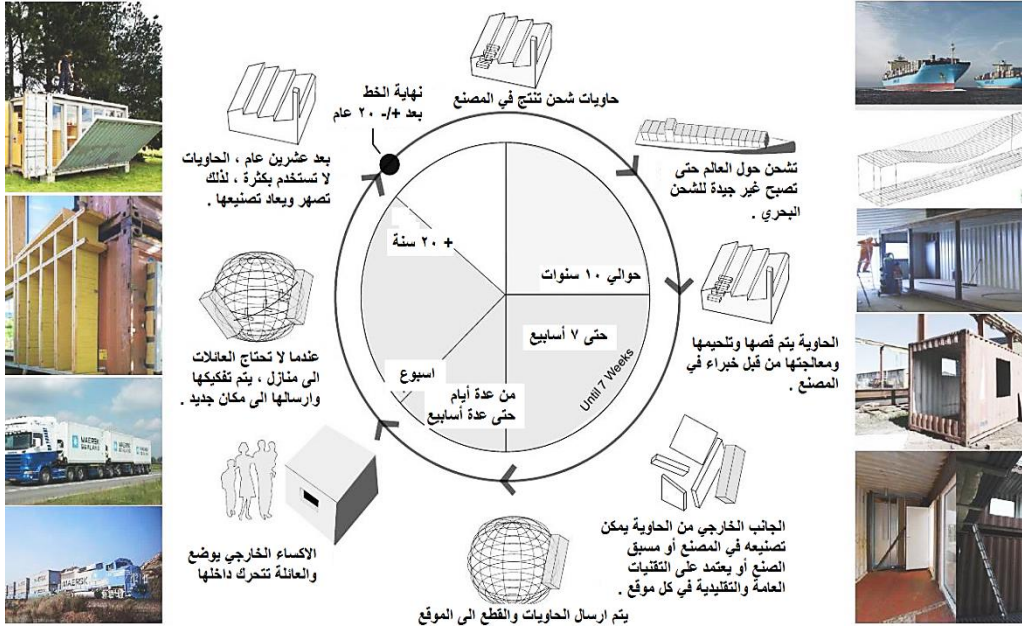 حاويات شحن تنتج في المصنع
نهاية الخط
بعد +/- ٢٠ عام
تشحن حول العالم حتى
تصبح غير جيدة للشحن
البحري .
بعد عشرين عام ، الحاويات
لا تستخدم بكثرة ، لذلك
تصهر ويعاد تصنيعها .
+ ٢٠ سنة
حوالي ١٠ سنوات
حتى ٧ أسابيع
Until 7 Weeks
اسبوع
من عدة أيام
حتى عدة أسابيع
الحاوية يتم قصها وتلحيمها
ومعالجتها من قبل خبراء في
المصنع .
عندما لا تحتاج العائلات
الى منازل ، يتم تفكيكها
وارسالها الى مكان جديد .
الجانب الخارجي من الحاوية يمكن
تصنيعه في المصنع أو مسبق
الصنع أو يعتمد على التقنيات
العامة والتقليدية في كل موقع .
الاكساء الخارجي يوضع
والعائلة تتحرك داخلها
يتم ارسال الحاويات والقطع الى الموقع
MAERSK
SEALAND
MAERSK
SEALAND
MAERSK